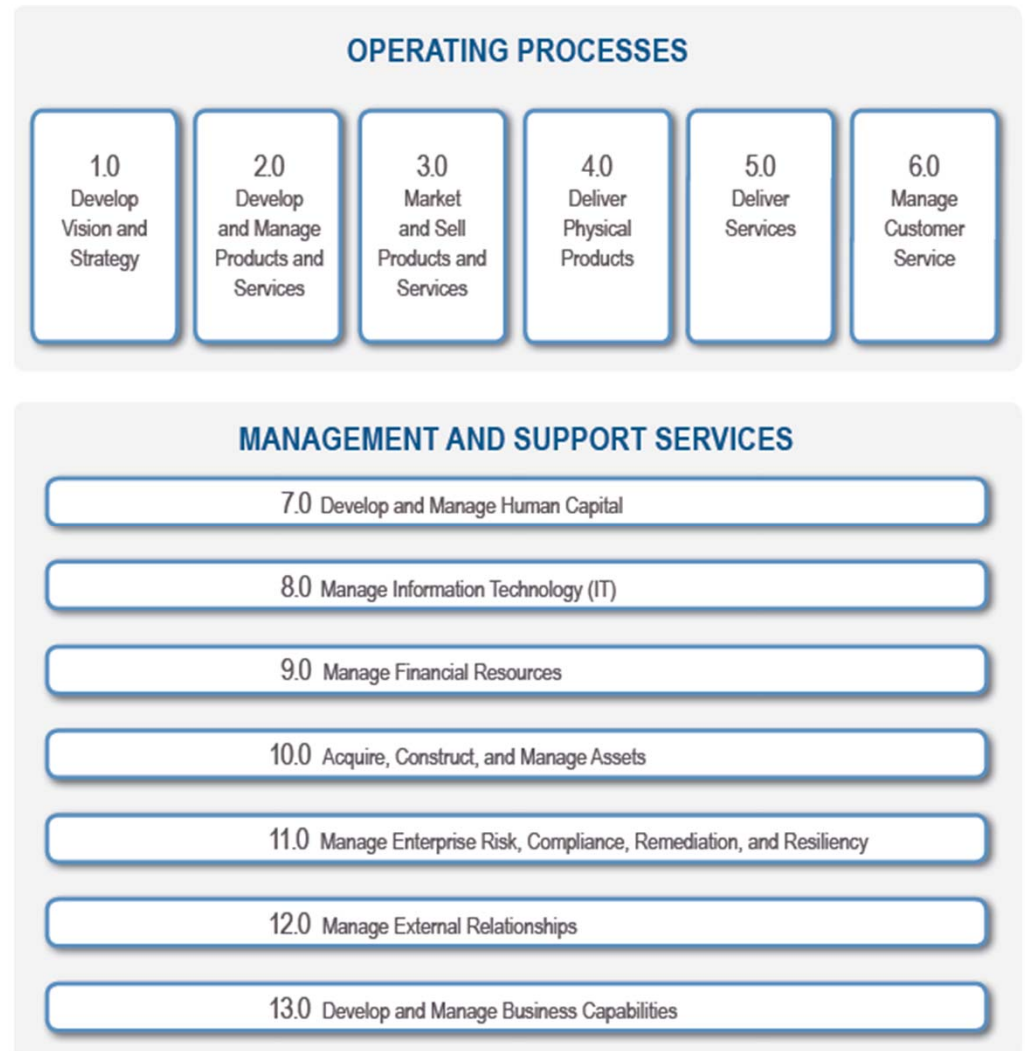 OPERATING PROCESSES
1.0
Develop
Vision and
Strategy
2.0
Develop
and Manage
Products and
Services
3.0
Market
and Sell
Products and
Services
4.0
Deliver
Physical
Products
5.0
Deliver
Services
6.0
Manage
Customer
Service
MANAGEMENT AND SUPPORT SERVICES
7.0 Develop and Manage Human Capital
8.0 Manage Information Technology (IT)
9.0 Manage Financial Resources
10.0 Acquire, Construct, and Manage Assets
11.0 Manage Enterprise Risk, Compliance, Remediation, and Resiliency
12.0 Manage External Relationships
13.0 Develop and Manage Business Capabilities